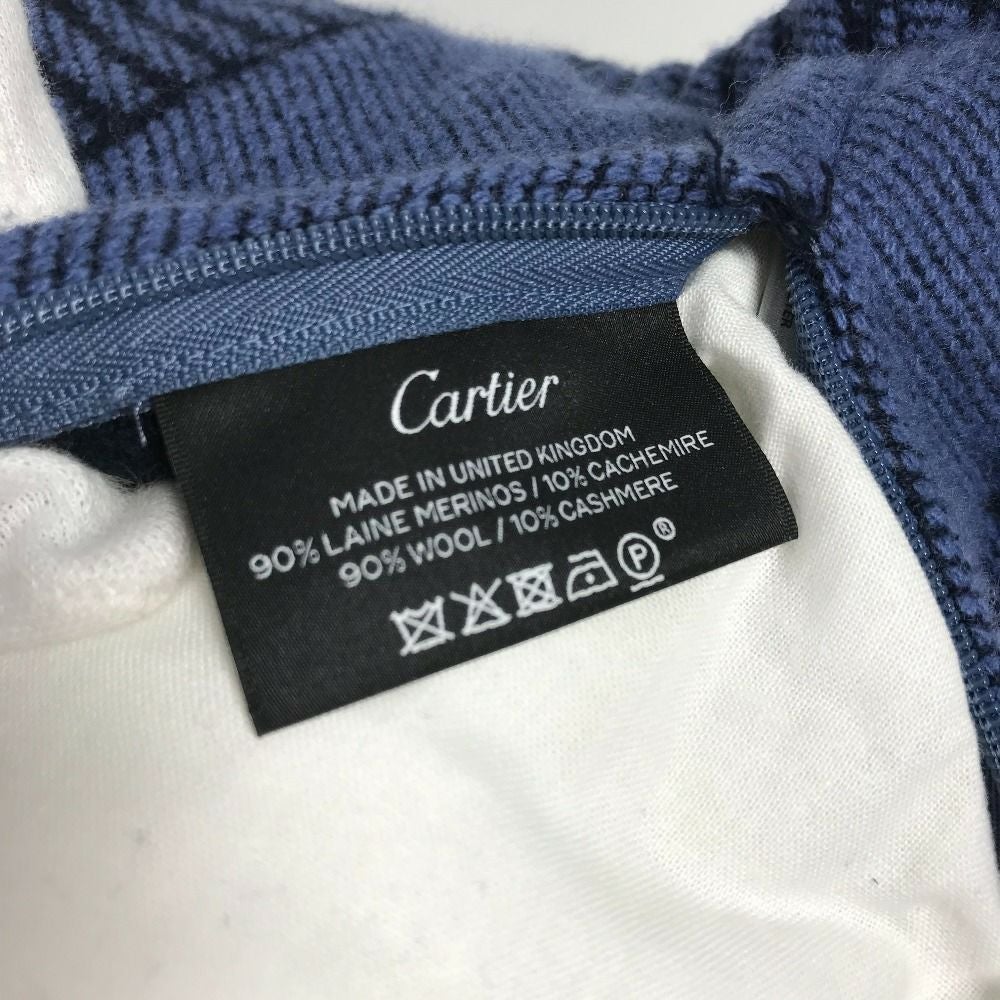 Cartier
MADE IN UNITED KINGDOM
90% LAINE MERINOS / 10% CACHEMIRE
90% WOOL / 10% CASHMERE
P®